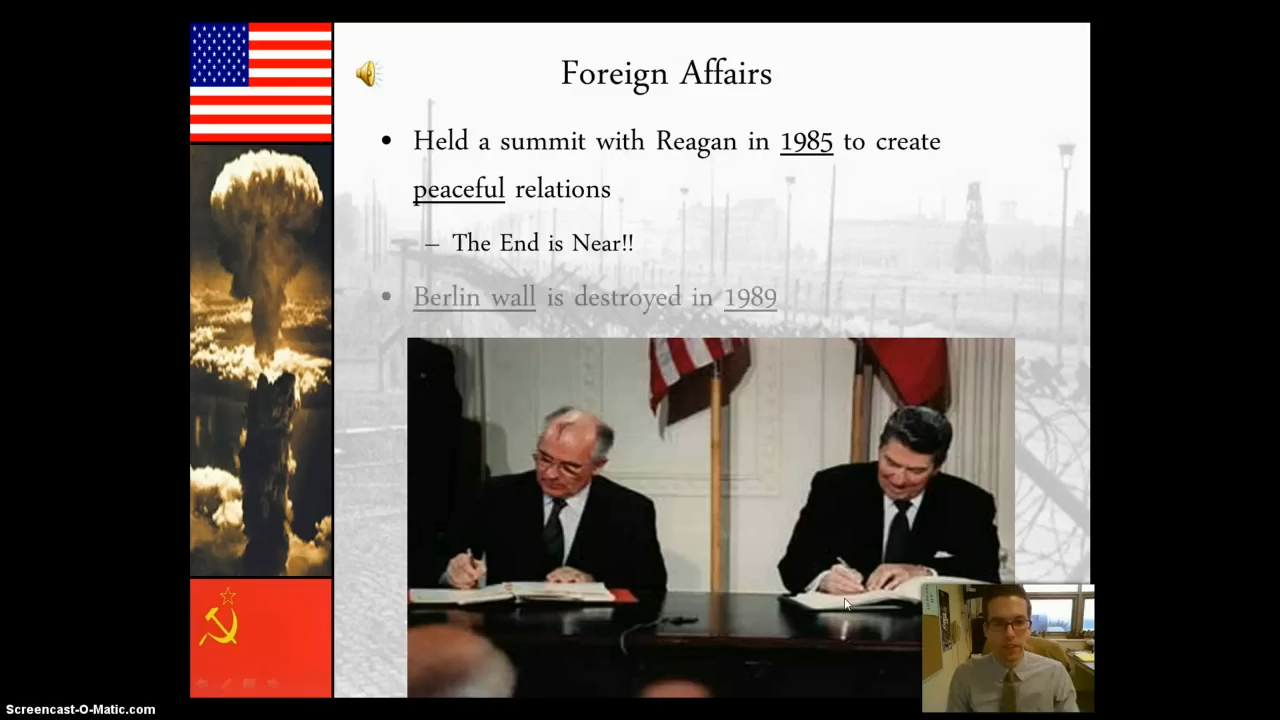 Foreign Affairs
• Held a summit with Reagan in 1985 to create
peaceful relations
– The End is Near!!
• Berlin wall is destroyed in 1989
Screencast-O-Matic.com